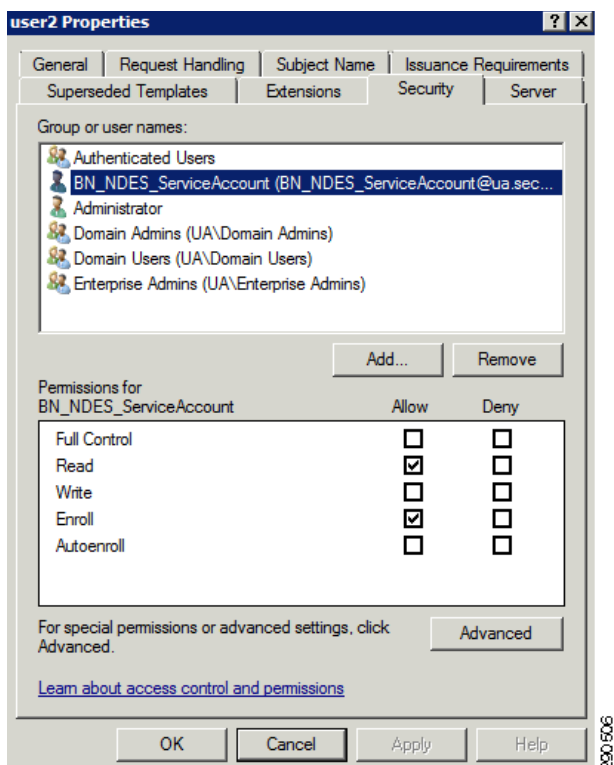 user2 Properties
General Request Handling Subject Name Issuance Requirements
Superseded Templates Extensions Security Server
Group or user names:
Authenticated Users
BN_NDES_ServiceAccount (BN_NDES_ServiceAccount@ua.sec...
Administrator
Domain Admins (UA\Domain Admins)
Domain Users (UA\Domain Users)
Enterprise Admins (UA\Enterprise Admins)
Add... Remove
Permissions for
BN_NDES_ServiceAccount Allow Deny
Full Control
Read
Write
Enroll
Autoenroll
For special permissions or advanced settings, click
Advanced.
Advanced
Learn about access control and permissions
OK Cancel Apply Help
290606